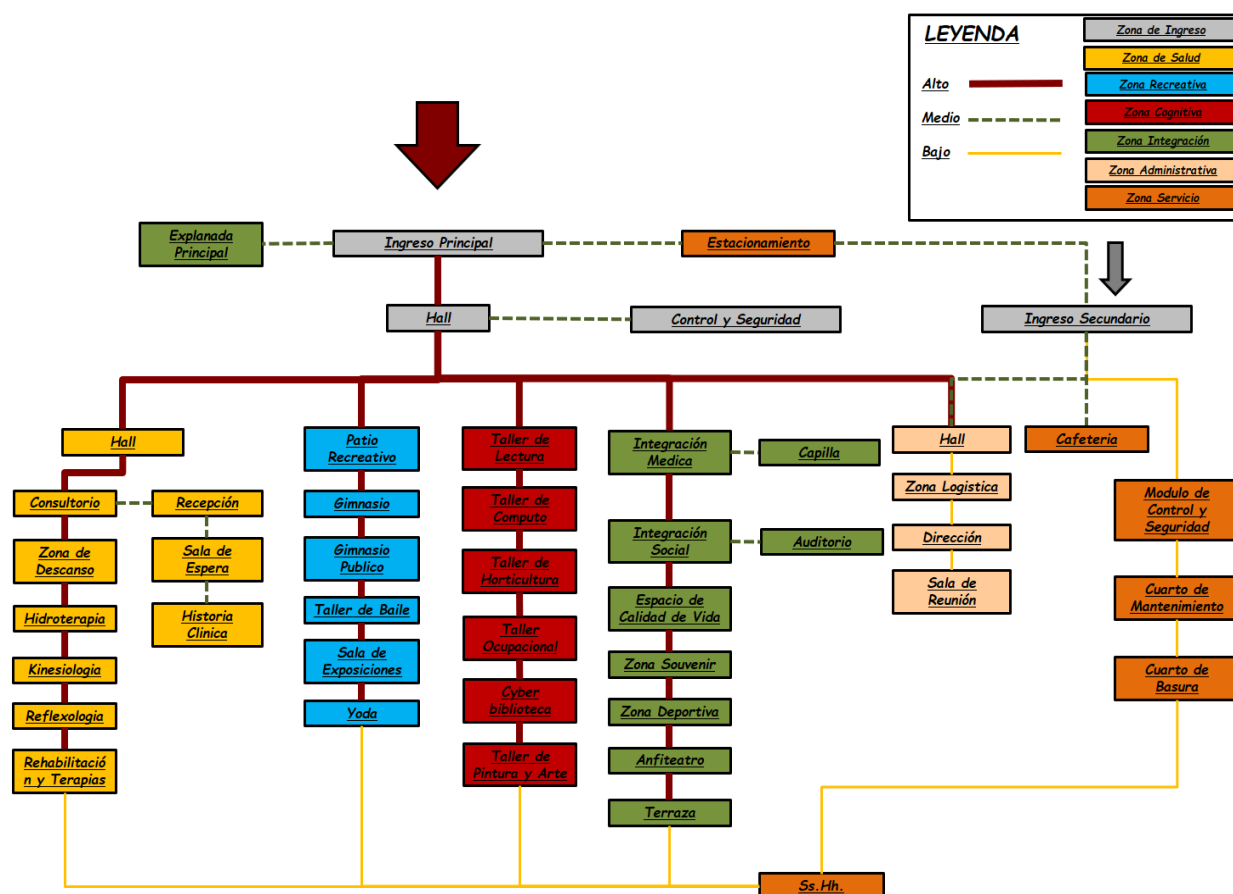 LEYENDA
Zona de Ingreso
Zona de Salud
Alto
Zona Recreativa
Medio
Zona Cognitiva
Zona Integración
Bajo
Zona Administrativa
Zona Servicio
Explanada
Principal
Ingreso Principal
Estacionamiento
Hall
Control y Seguridad
Ingreso Secundario
Hall
Consultorio
Recepción
Zona de
Descanso
Sala de
Espera
Hidroterapia
Historia
Clinica
Kinesiologia
Reflexologia
Rehabilitació
n y Terapias
Patio
Recreativo
Gimnasio
Gimnasio
Publico
Taller de Baile
Sala de
Exposiciones
Yoda
Taller de
Lectura
Taller de
Computo
Taller de
Horticultura
Taller
Ocupacional
Cyber
biblioteca
Taller de
Pintura y Arte
Integración
Medica
Capilla
Integración
Social
Auditorio
Espacio de
Calidad de Vida
Zona Souvenir
Zona Deportiva
Anfiteatro
Terraza
Hall
Zona Logistica
Dirección
Sala de
Reunión
Cafeteria
Modulo de
Control y
Seguridad
Cuarto de
Mantenimiento
Cuarto de
Basura
Ss.Hh.